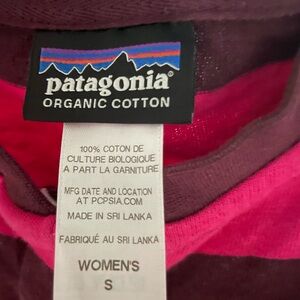 patagonia®
ORGANIC COTTON
100% COTON DE
CULTURE BIOLOGIQUE
A PART LA GARNITURE
MFG DATE AND LOCATION
AT PCPSIA.COM
MADE IN SRI LANKA
FABRIQUÉ AU SRI LANKA
WOMEN'S
S